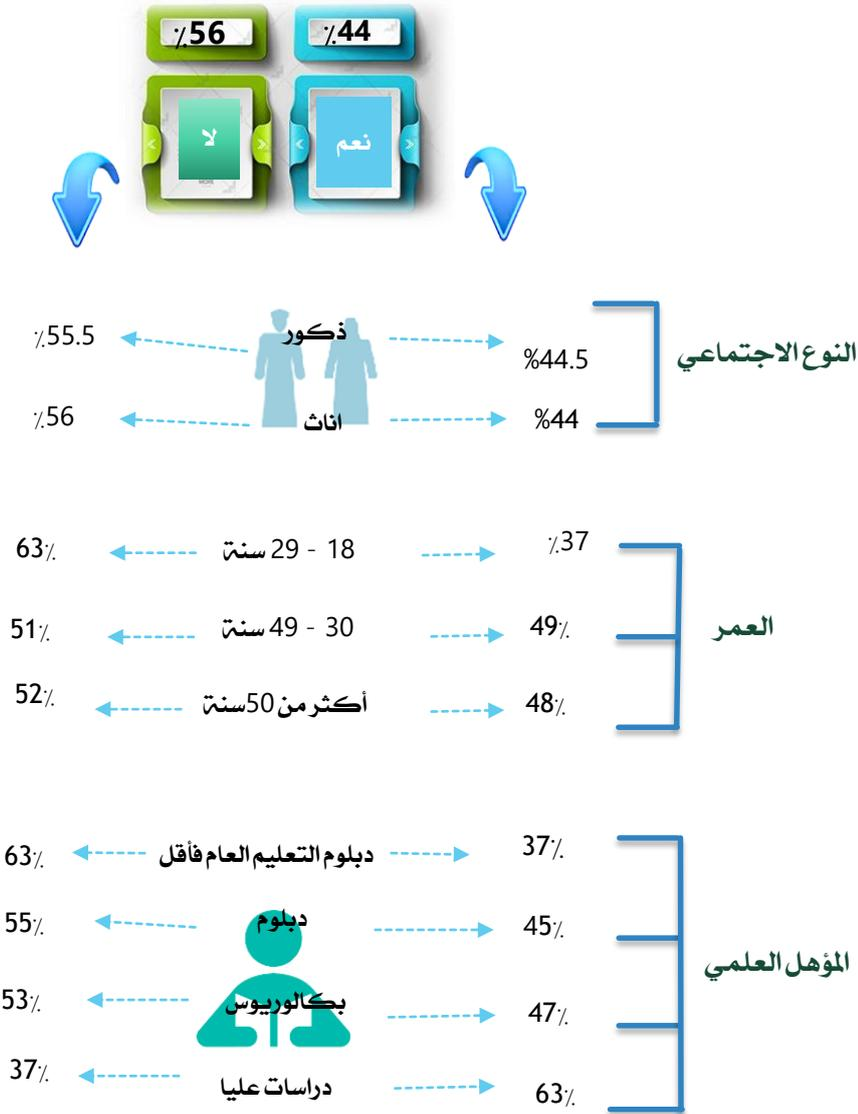 ٪44 ٪56
نعم لا
النوع الاجتماعي
%44.5 ذكور ٪55.5
%44 اناث ٪56
العمر
٪37 18 - 29 سنة 63٪
49٪ 30 - 49 سنة 51٪
48٪ أكثر من 50سنة 52٪
المؤهل العلمي
37٪ دبلوم التعليم العام فأقل 63٪
45٪ دبلوم 55٪
47٪ بكالوريوس 53٪
63٪ دراسات عليا 37٪